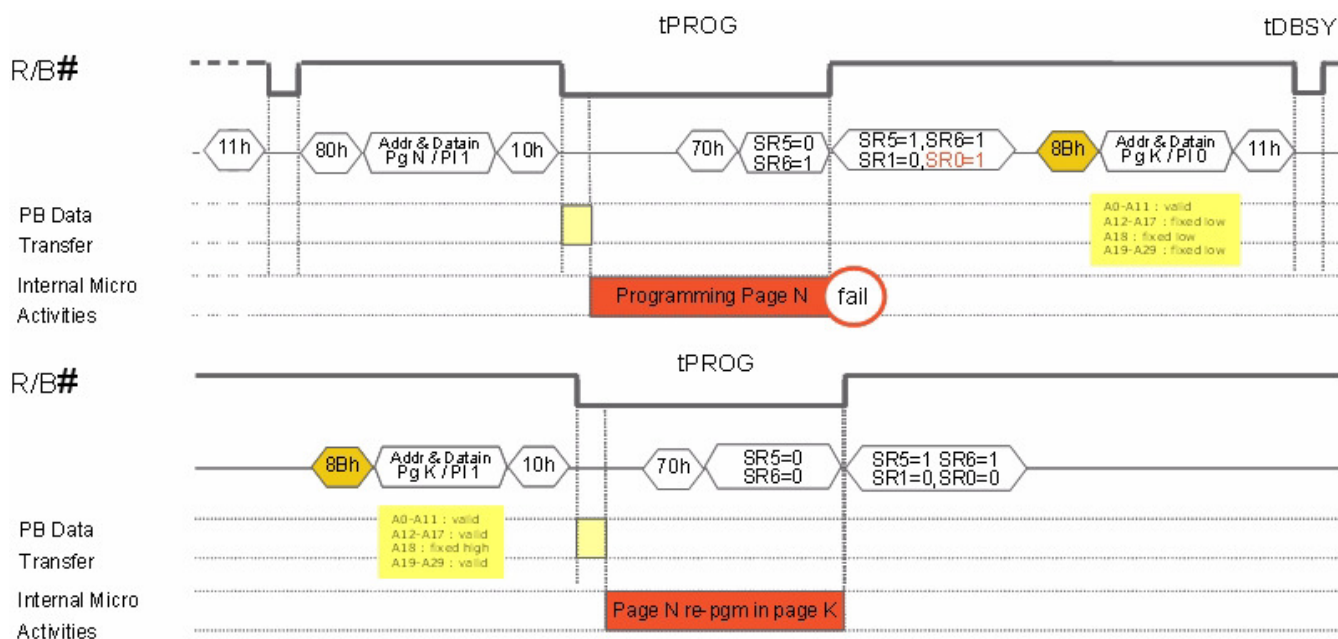 tPROG
tDBSY
R/B#
11h
80h
Addr & Datain
Pg N / Pl 1
10h
70h
SR5=0
SR6=1
SR5=1,SR6=1
SR1=0,SR0=1
8Bh
Addr & Datain
Pg K / Pl 0
11h
PB Data
Transfer
A0-A11 : valid
A12-A17 : fixed low
A18 : fixed low
A19-A29 : fixed low
Internal Micro
Activities
Programming Page N
fail
tPROG
R/B#
8Bh
Addr & Datain
Pg K / Pl 1
10h
70h
SR5=0
SR6=0
SR5=1 SR6=1
SR1=0,SR0=0
PB Data
Transfer
A0-A11 : valid
A12-A17 : valid
A18 : fixed high
A19-A29 : valid
Internal Micro
Activities
Page N re-pgm in page K